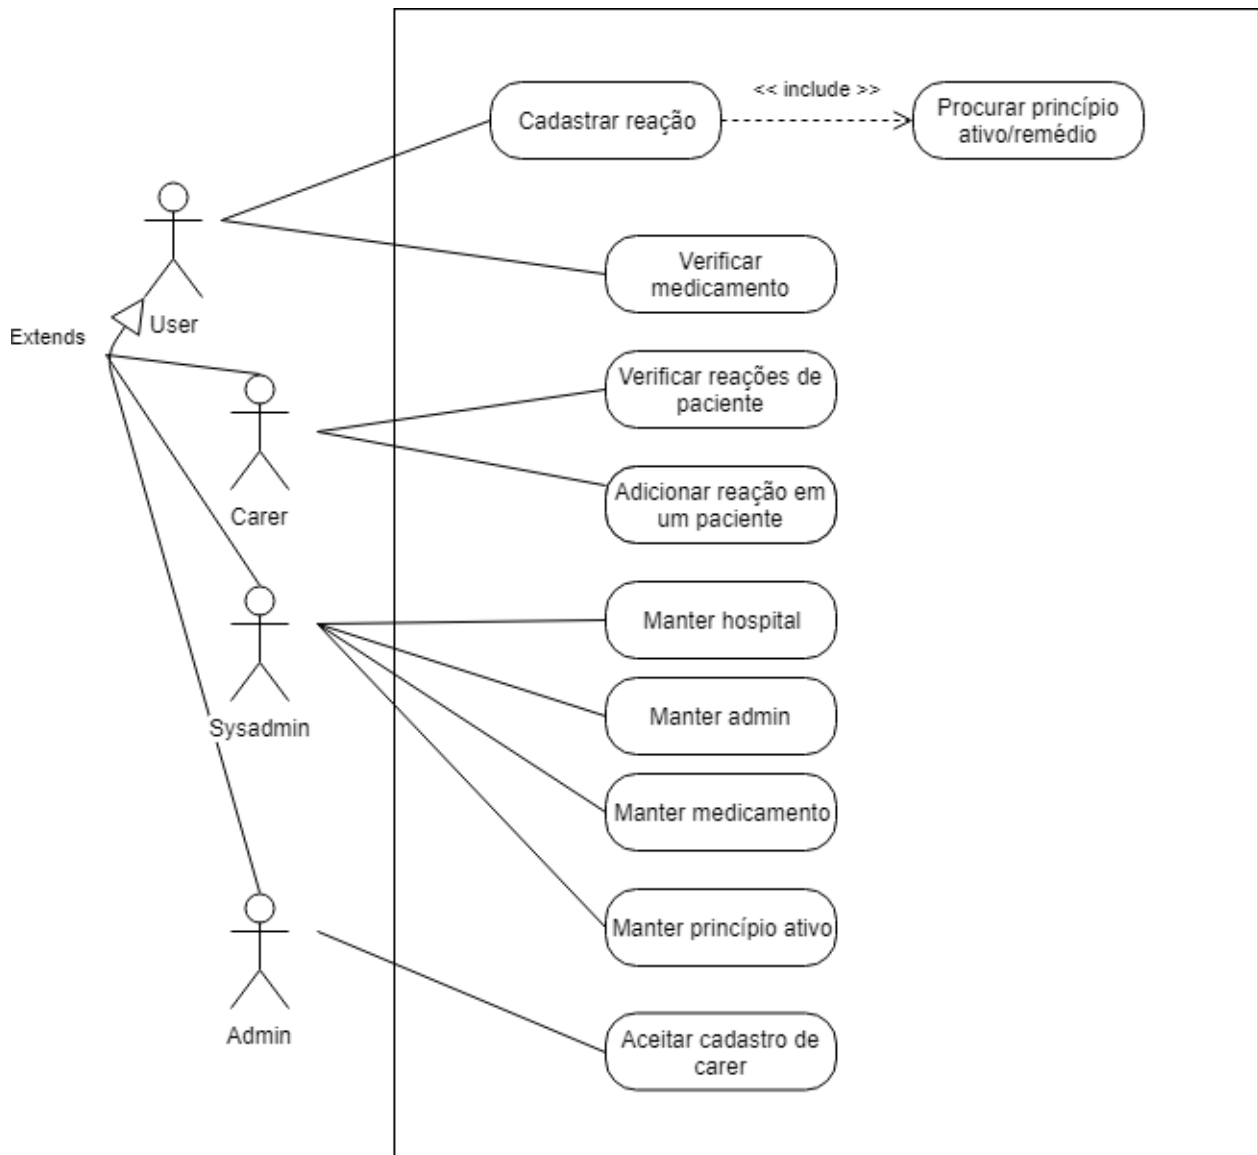 << include >>
Cadastrar reação
Procurar princípio
ativo/remédio
Verificar
medicamento
User
Extends
Verificar reações de
paciente
Adicionar reação em
um paciente
Carer
Manter hospital
Manter admin
Sysadmin
Manter medicamento
Manter princípio ativo
Admin
Aceitar cadastro de
carer